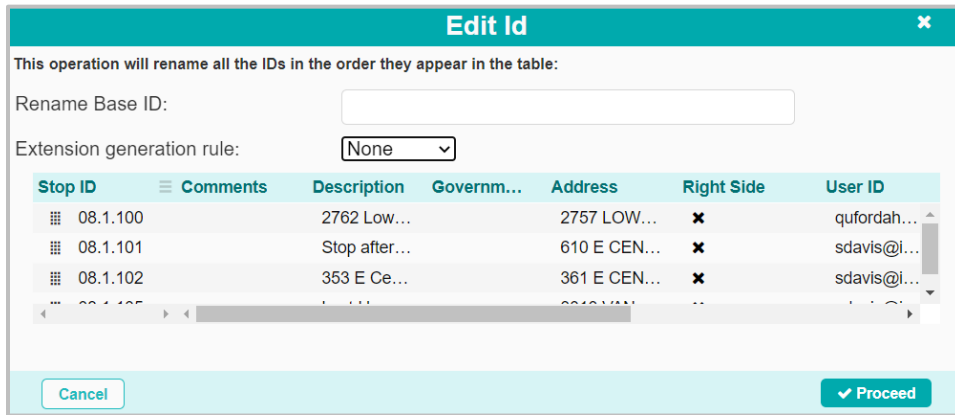 Edit Id
This operation will rename all the IDs in the order they appear in the table:
Rename Base ID:
Extension generation rule: None
Stop ID Comments Description Governm... Address Right Side User ID
08.1.100 2762 Low... 2757 LOW... qufordah...
08.1.101 Stop after... 610 E CEN... sdavis@i...
08.1.102 353 E Ce... 361 E CEN... sdavis@i...
Cancel Proceed